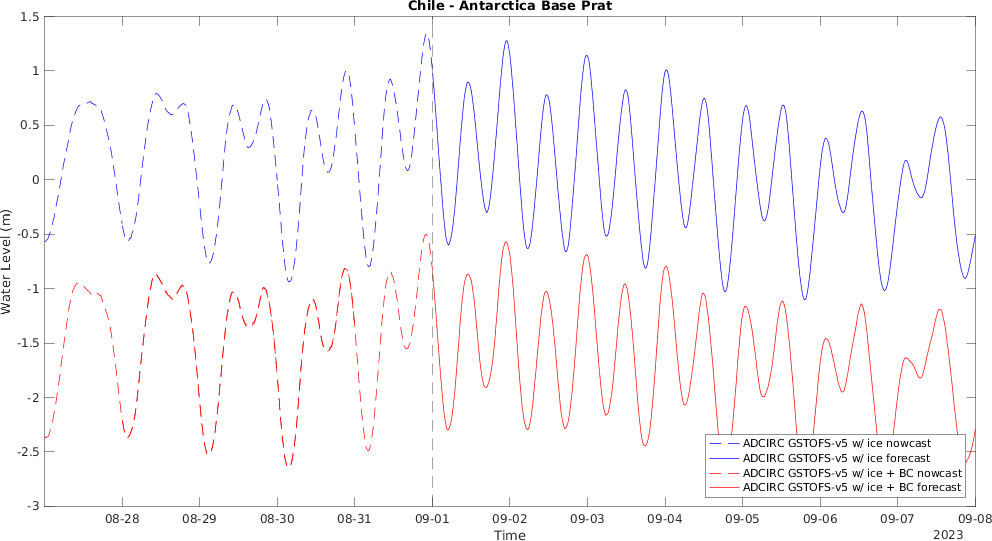 Chile - Antarctica Base Prat
Water Level (m)
1.5
1
0.5
0
-0.5
-1
-1.5
-2
-2.5
-3
ADCIRC GSTOFS-v5 w/ ice nowcast
ADCIRC GSTOFS-v5 w/ ice forecast
ADCIRC GSTOFS-v5 w/ ice + BC nowcast
ADCIRC GSTOFS-v5 w/ ice + BC forecast
08-28 08-29 08-30 08-31 09-01 09-02 09-03 09-04 09-05 09-06 09-07 09-08
Time
2023